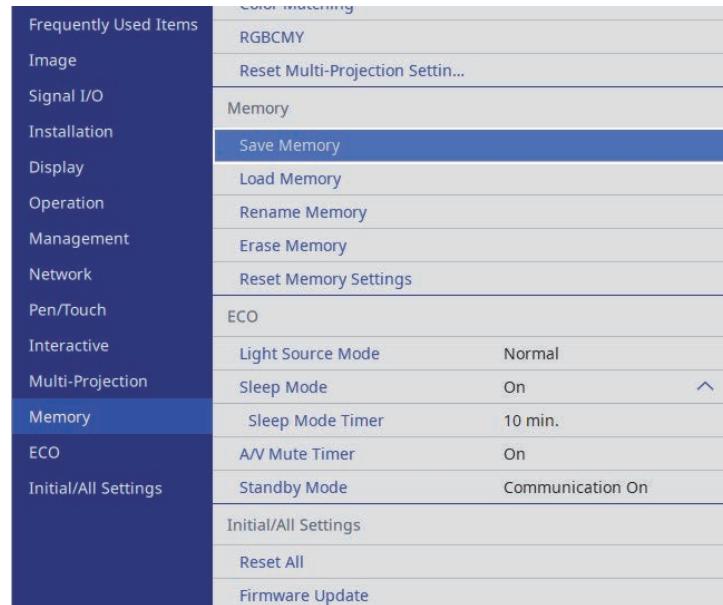 Frequently Used Items
Image
Signal I/O
Installation
Display
Operation
Management
Network
Pen/Touch
Interactive
Multi-Projection
Memory
ECO
Initial/All Settings
Color Matching
RGBCMY
Reset Multi-Projection Settin...
Memory
Save Memory
Load Memory
Rename Memory
Erase Memory
Reset Memory Settings
ECO
Light Source Mode Normal
Sleep Mode On
Sleep Mode Timer 10 min.
A/V Mute Timer On
Standby Mode Communication On
Initial/All Settings
Reset All
Firmware Update